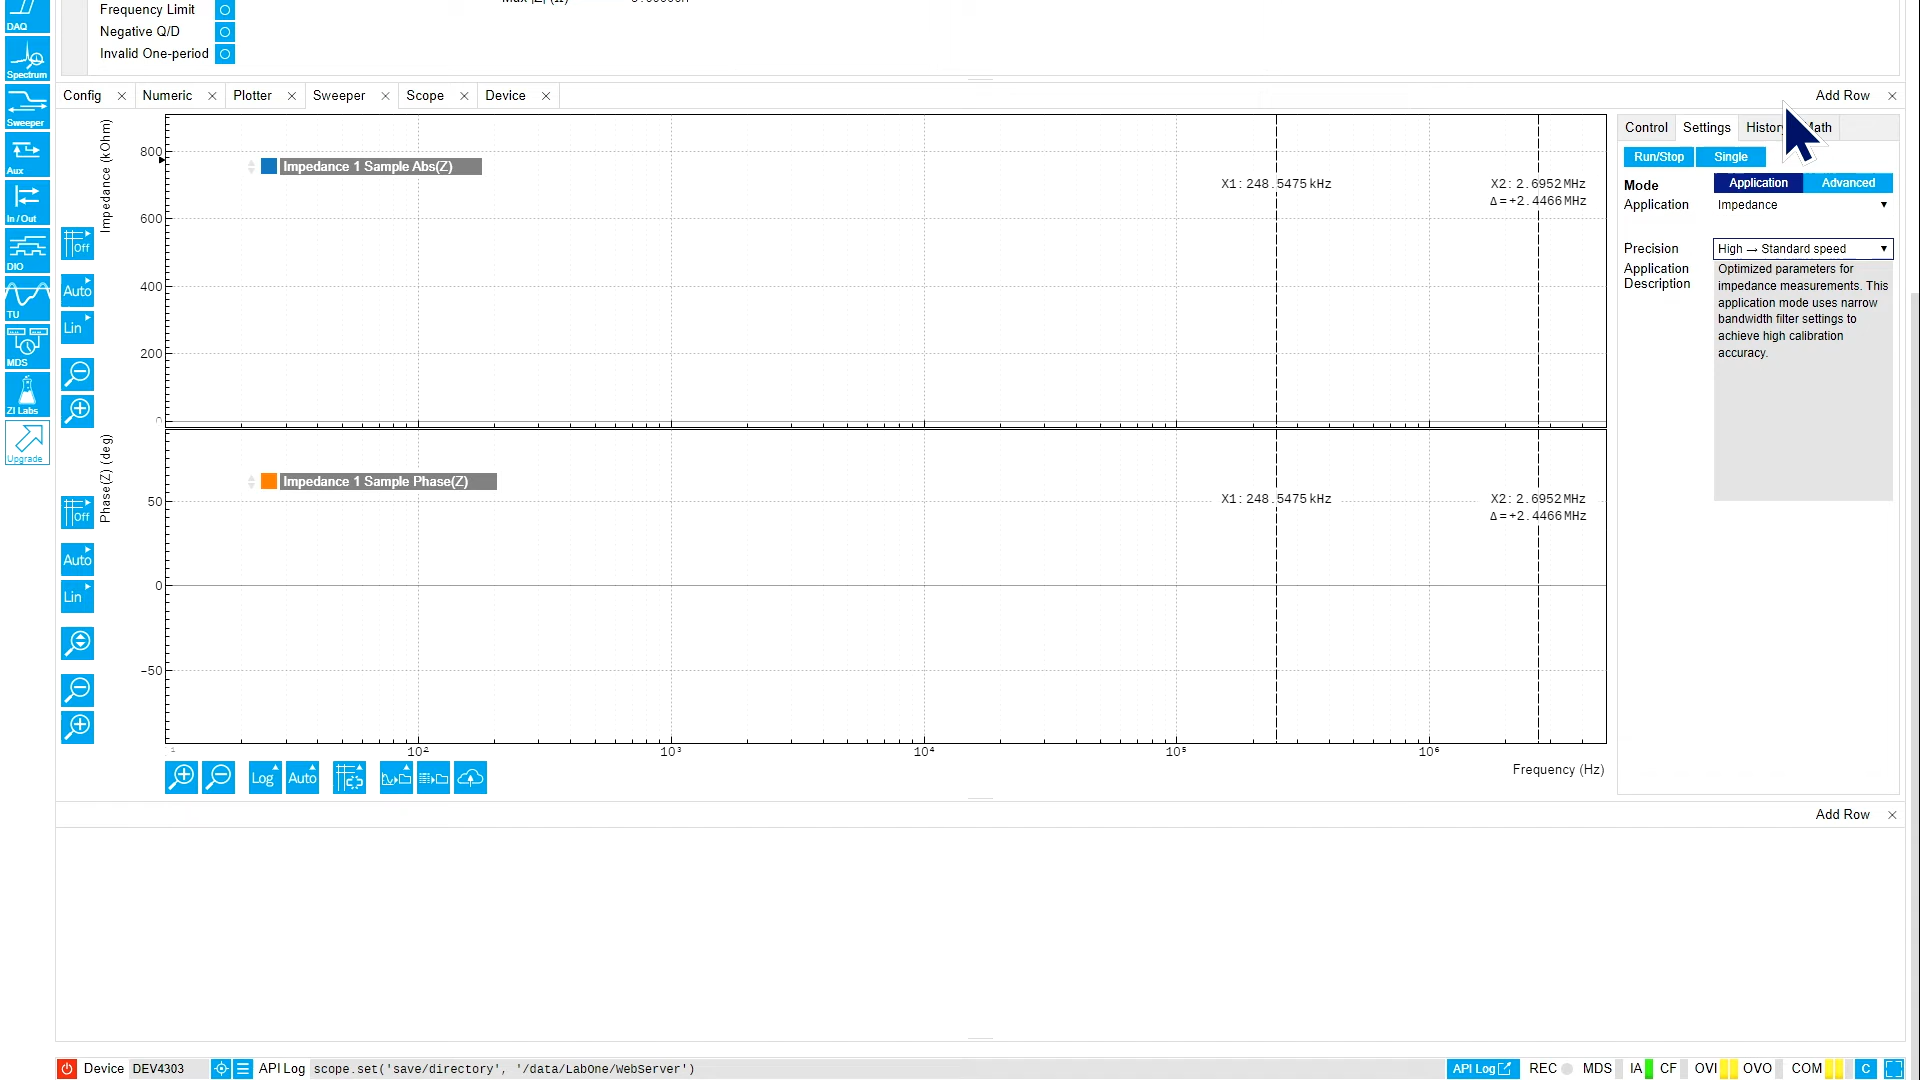 DAQ
Frequency Limit
Negative Q/D
Invalid One-period
Spectrum
Config × Numeric × Plotter × Sweeper × Scope × Device ×
Add Row ×
Sweeper
Aux
In / Out
DIO
TU
MDS
ZI Labs
Upgrade
Impedance (kOhm)
800
600
400
200
0
Impedance 1 Sample Abs(Z)
X1: 248.5475 kHz
X2: 2.6952 MHz
Δ = +2.4466 MHz
Off
Auto
Lin
Phase(Z) (deg)
50
0
-50
Impedance 1 Sample Phase(Z)
X1: 248.5475 kHz
X2: 2.6952 MHz
Δ = +2.4466 MHz
Off
Auto
Lin
10² 10³ 10⁴ 10⁵ 10⁶
Frequency (Hz)
Log Auto
Control Settings History Math
Run/Stop Single
Mode Application Advanced
Application Impedance
Precision High → Standard speed
Application Description
Optimized parameters for
impedance measurements. This
application mode uses narrow
bandwidth filter settings to
achieve high calibration
accuracy.
Add Row ×
Device DEV4303 API Log scope.set('save/directory', '/data/LabOne/WebServer')
API Log REC MDS IA CF OVI OVO COM C